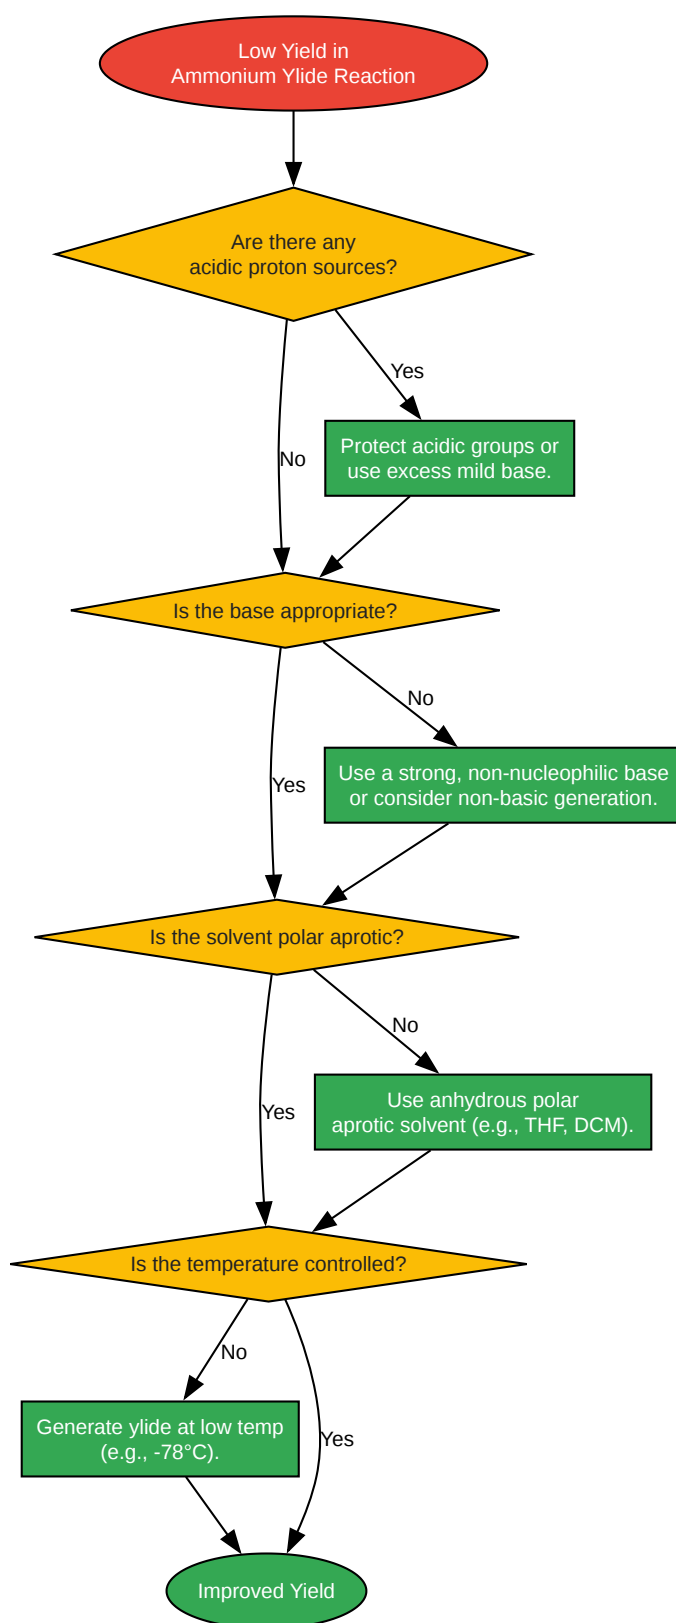 Low Yield in
Ammonium Ylide Reaction
Are there any
acidic proton sources?
Yes
Protect acidic groups or
use excess mild base.
No
Is the base appropriate?
No
Use a strong, non-nucleophilic base
or consider non-basic generation.
Yes
Is the solvent polar aprotic?
No
Use anhydrous polar
aprotic solvent (e.g., THF, DCM).
Yes
Is the temperature controlled?
No
Generate ylide at low temp
(e.g., -78°C).
Yes
Improved Yield